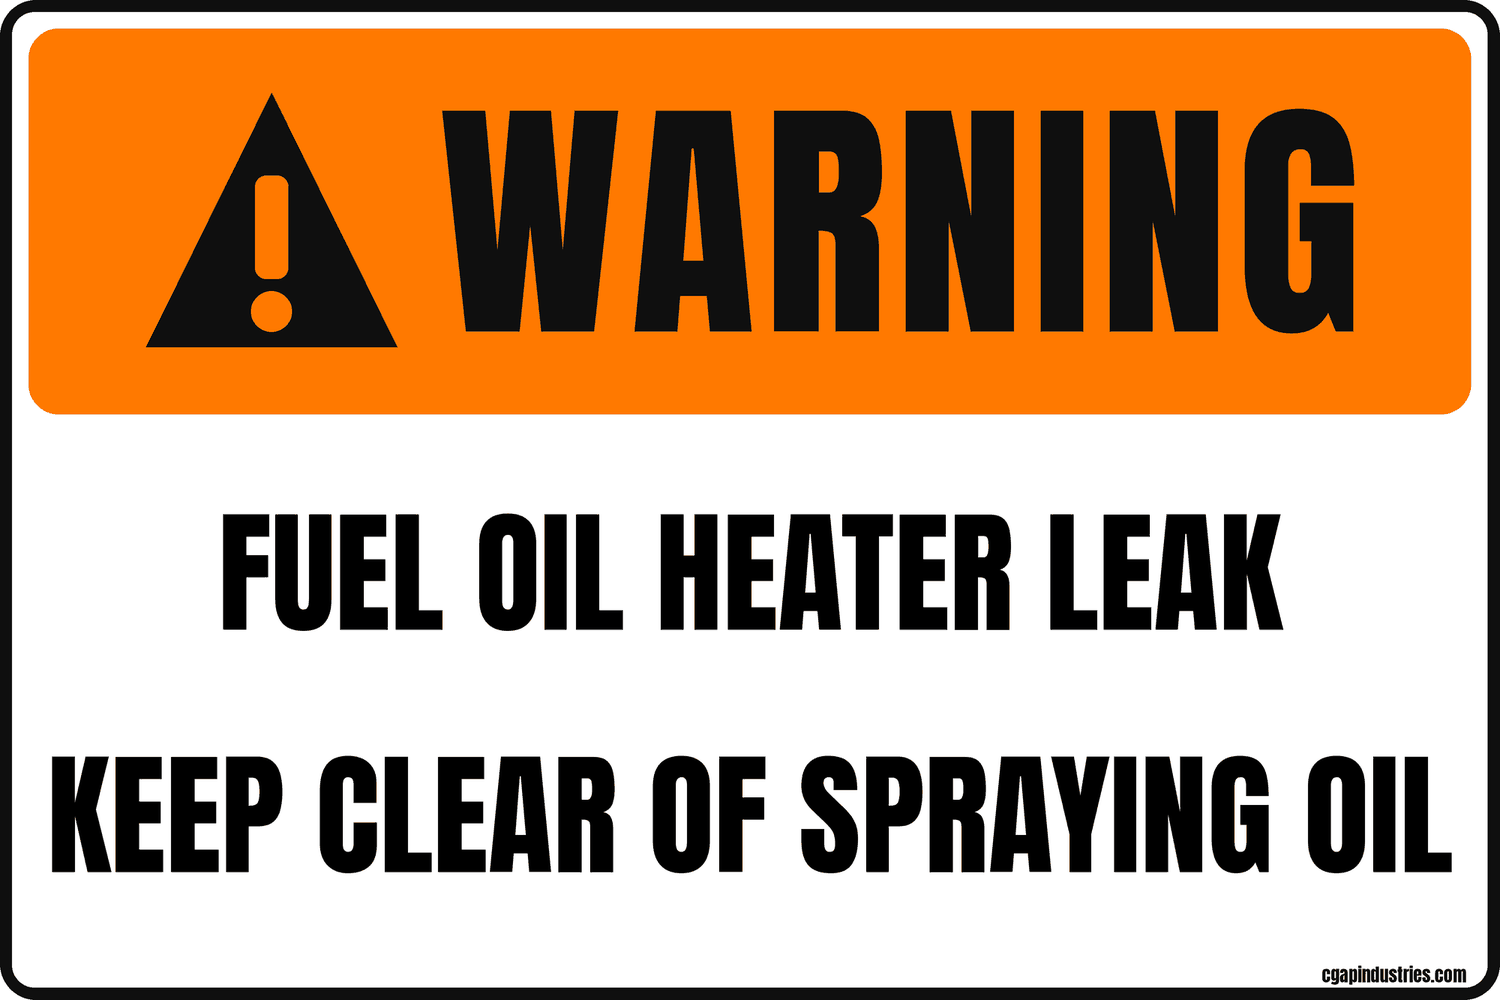 WARNING
FUEL OIL HEATER LEAK
KEEP CLEAR OF SPRAYING OIL
cgapindustries.com